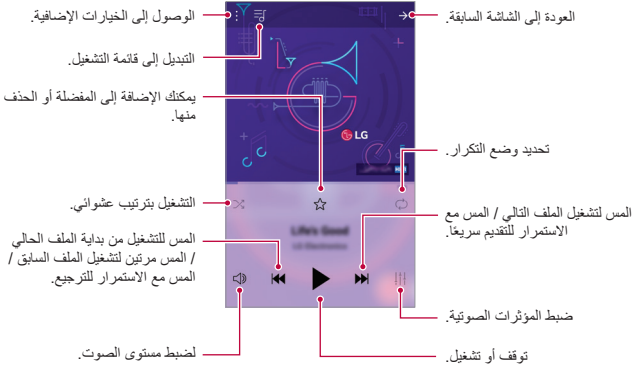 الوصول إلى الخيارات الإضافية.
العودة إلى الشاشة السابقة.
التبديل إلى قائمة التشغيل.
يمكنك الإضافة إلى المفضلة أو الحذف
منها.
LG
تحديد وضع التكرار.
التشغيل بترتيب عشوائي.
المس لتشغيل الملف التالي / المس مع
الاستمرار للتقديم سريعًا.
Life's Good
LG Electronics
المس للتشغيل من بداية الملف الحالي
/ المس مرتين لتشغيل الملف السابق /
المس مع الاستمرار للترجيع.
ضبط المؤثرات الصوتية.
لضبط مستوى الصوت.
توقف أو تشغيل.